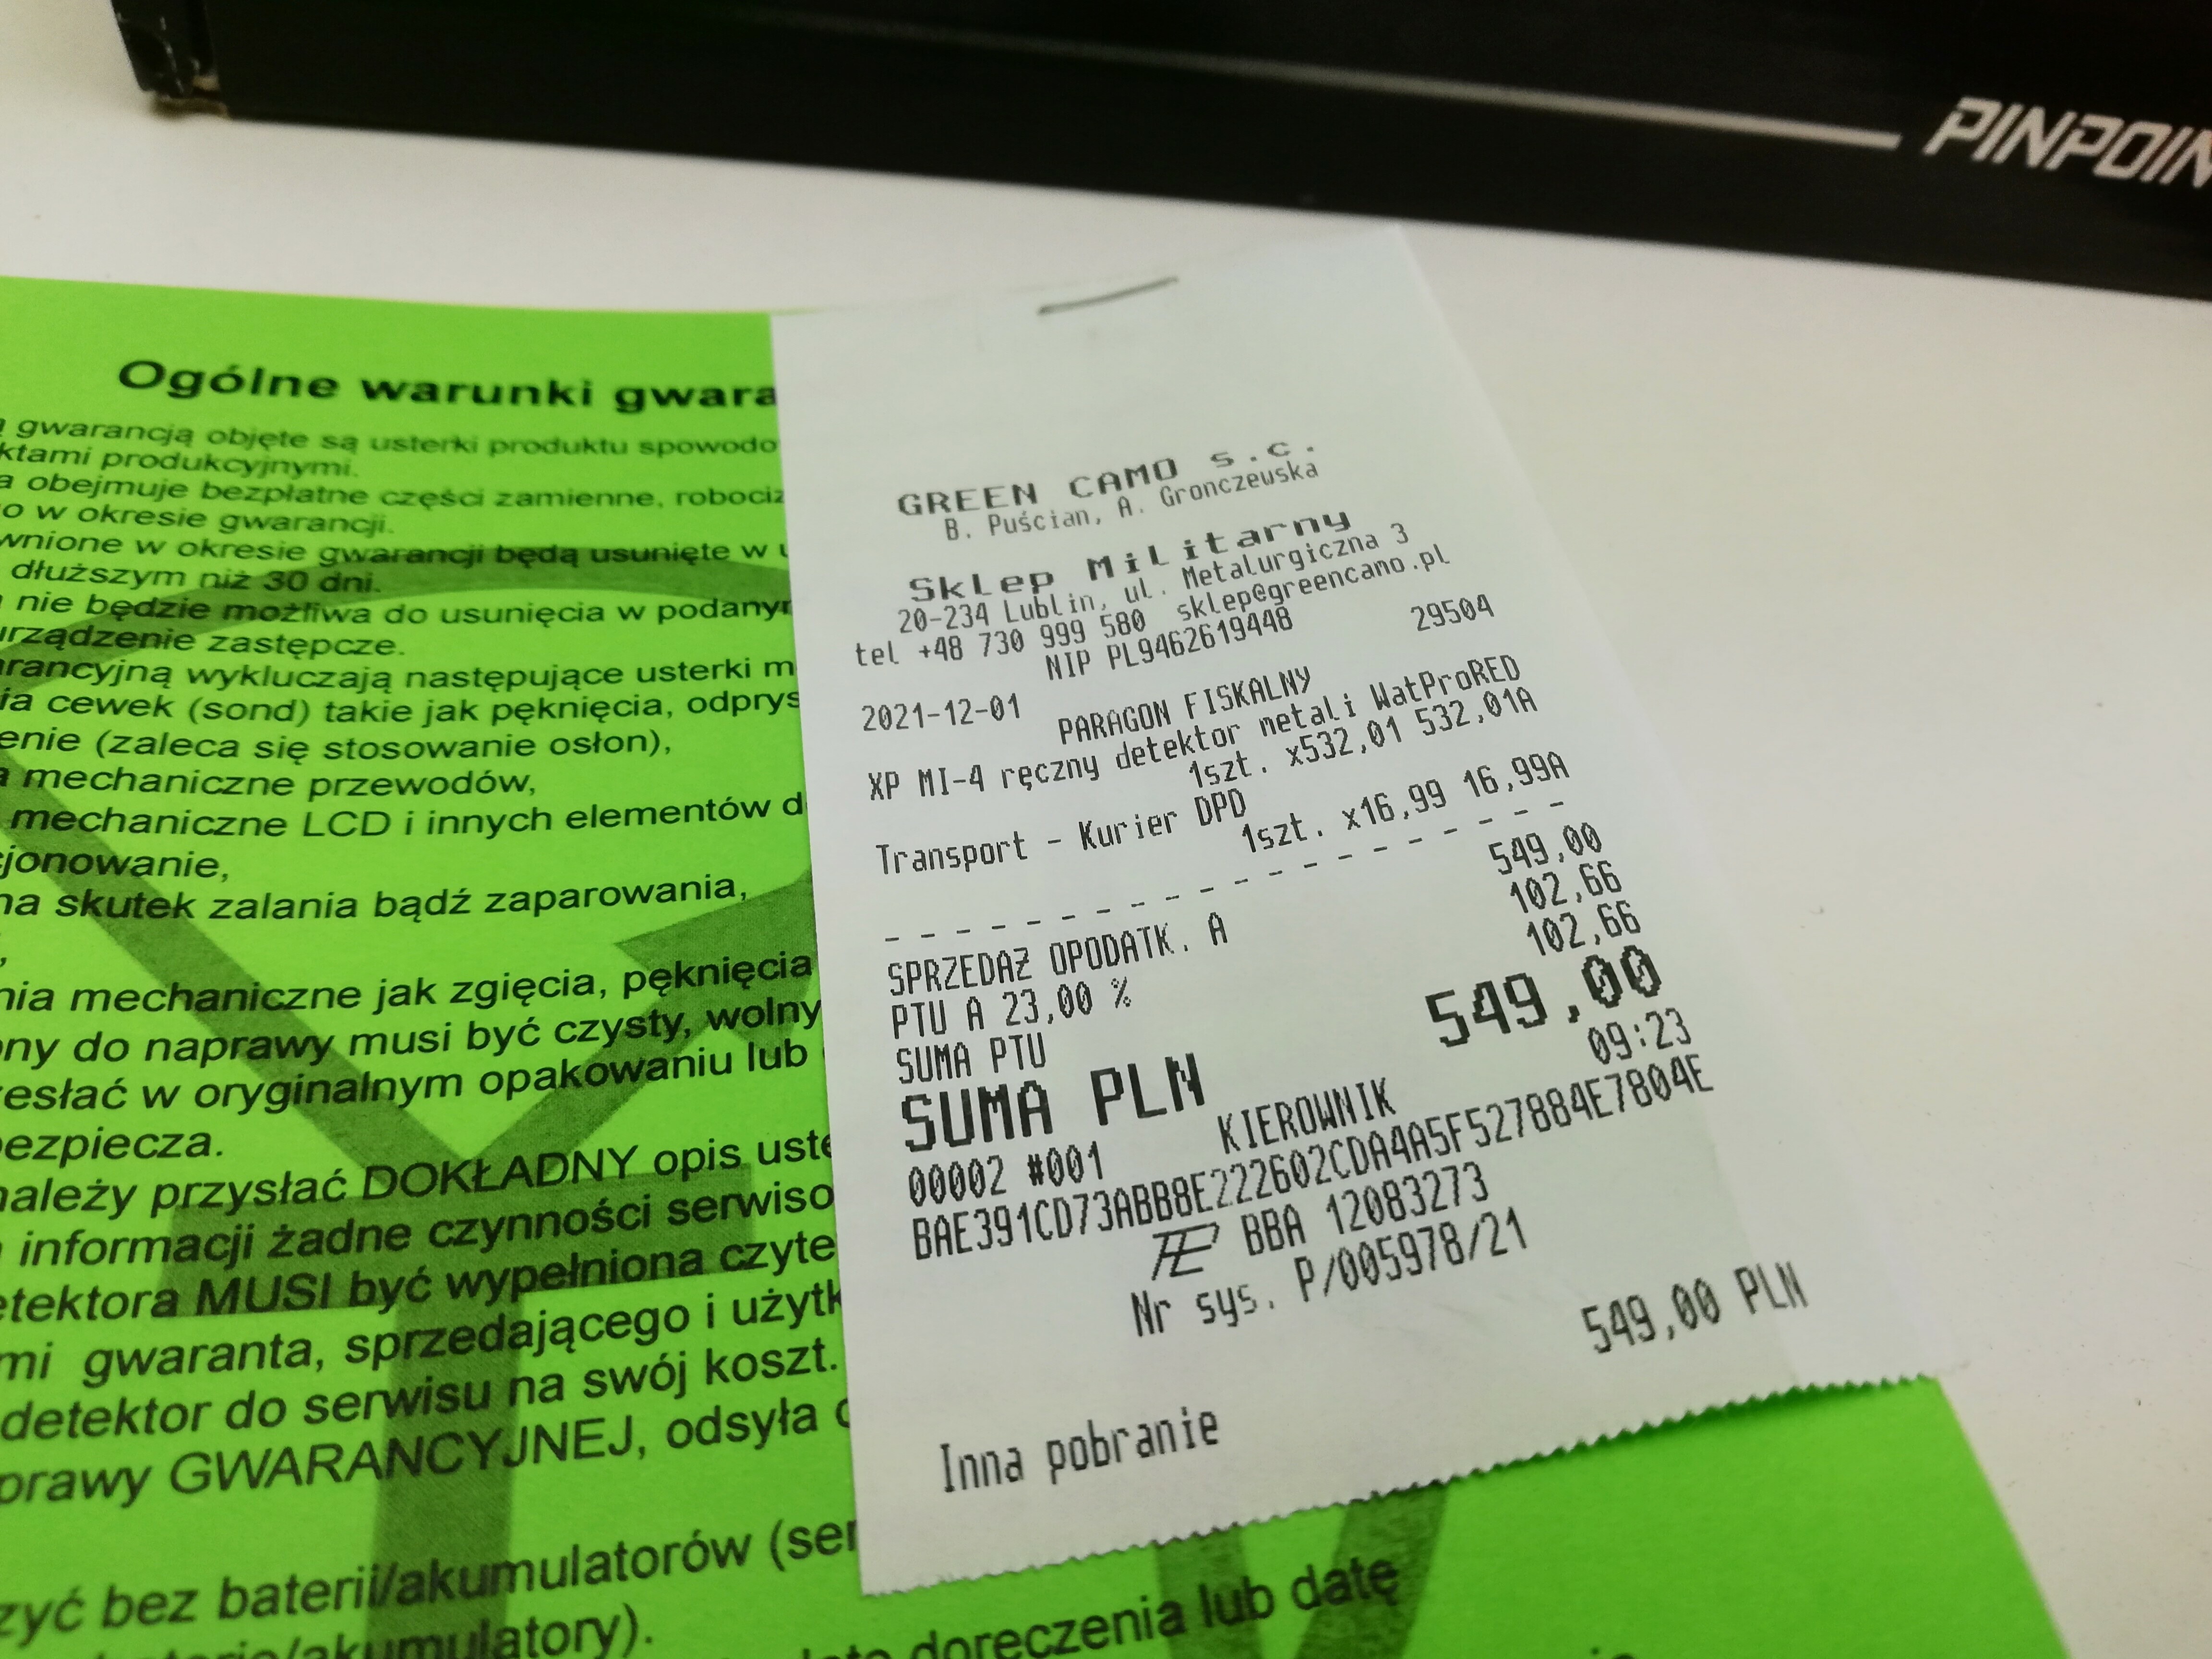 PINPOIN
Ogólne warunki gwara
gwarancją objęte są usterki produktu spowodo
ktami produkcyjnymi.
a obejmuje bezpłatne części zamienne, robociz
o w okresie gwarancji.
wnione w okresie gwarancji będą usunięte w u
dłuższym niż 30 dni.
nie będzie możliwa do usunięcia w podanym
urządzenie zastępcze.
arancyjną wykluczają następujące usterki m
ia cewek (sond) takie jak pęknięcia, odprys
enie (zaleca się stosowanie osłon),
a mechaniczne przewodów,
mechaniczne LCD i innych elementów d
cjonowanie,
na skutek zalania bądź zaparowania,
nia mechaniczne jak zgięcia, pęknięcia
ony do naprawy musi być czysty, wolny
esłać w oryginalnym opakowaniu lub
bezpiecza.
należy przysłać DOKŁADNY opis uste
informacji żadne czynności serwiso
etektora MUSI być wypełniona czyte
mi gwaranta, sprzedającego i użytk
detektor do serwisu na swój koszt.
prawy GWARANCYJNEJ, odsyła
zyć bez baterii/akumulatorów (ser
baterie/akumulatory).
doręczenia lub datę
GREEN CAMO s.c.
B. Puścian, A. Gronczewska
Sklep Militarny
20-234 Lublin, ul. Metalurgiczna 3
tel +48 730 999 580 sklep@greencamo.pl
NIP PL9462619448
2021-12-01 29504
PARAGON FISKALNY
XP MI-4 ręczny detektor metali WatProRED
1szt. x532,01 532,01A
Transport - Kurier DPD
1szt. x16,99 16,99A
- - - - - - - - - - - - - - - - - - - -
SPRZEDAŻ OPODATK. A 549,00
PTU A 23,00 % 102,66
SUMA PTU 102,66
SUMA PLN 549,00
00002 #001 KIEROWNIK 09:23
BAE391CD73ABB8E222602CDA4A5F527884E7804E
BBA 12083273
Nr sys. P/005978/21
Inna pobranie 549,00 PLN